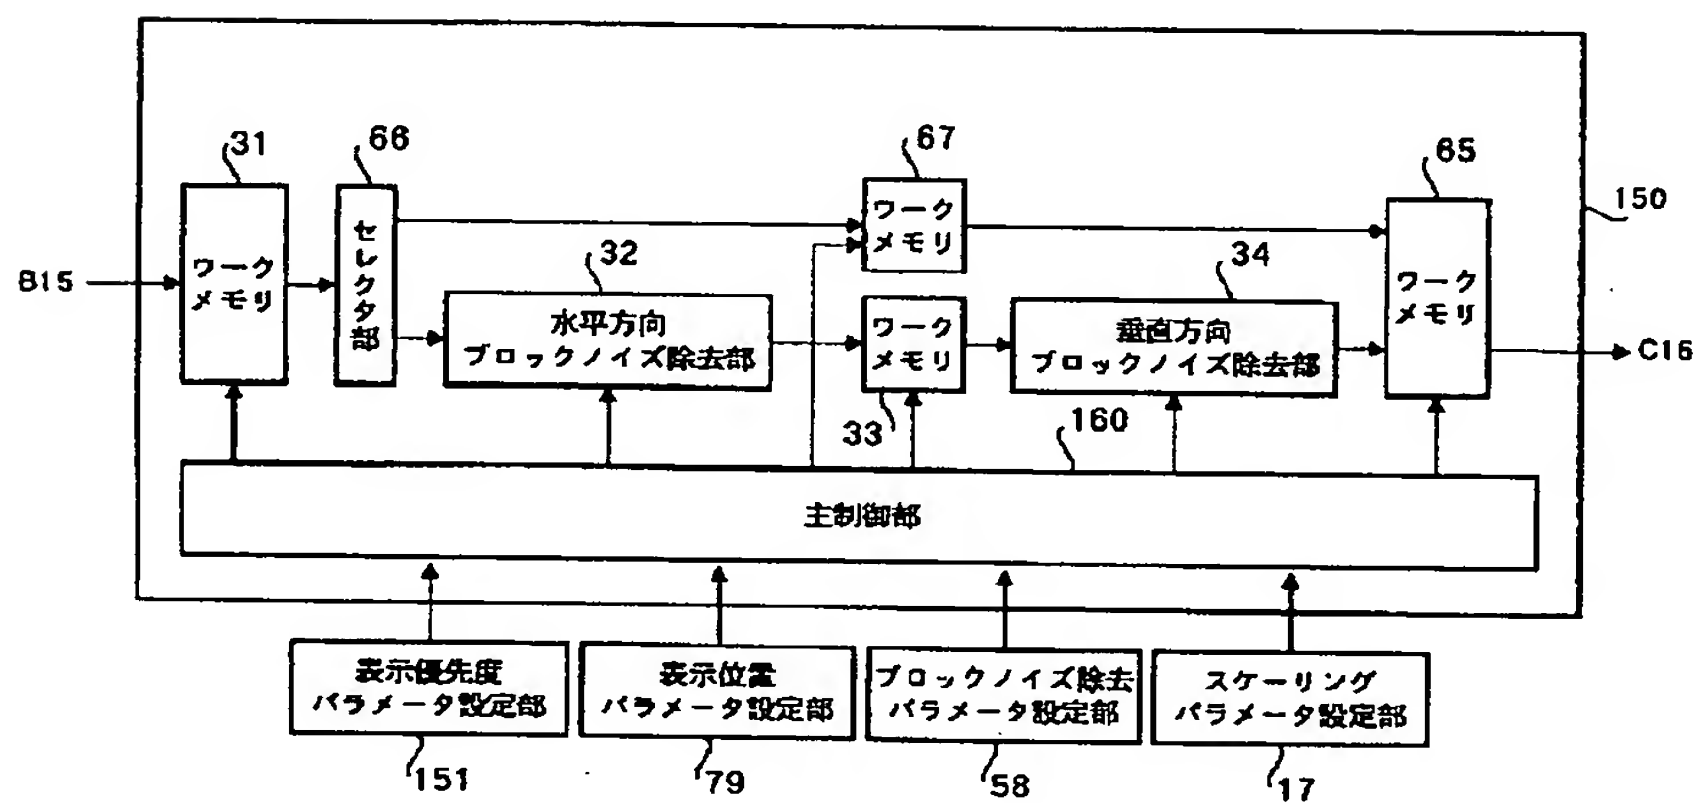 31
66
67
65
150
ワーク
メモリ
セレクタ部
ワーク
メモリ
ワーク
メモリ
B15
32
水平方向
ブロックノイズ除去部
ワーク
メモリ
33
34
垂直方向
ブロックノイズ除去部
C16
160
主制御部
表示優先度
パラメータ設定部
表示位置
パラメータ設定部
ブロックノイズ除去
パラメータ設定部
スケーリング
パラメータ設定部
151
79
58
17